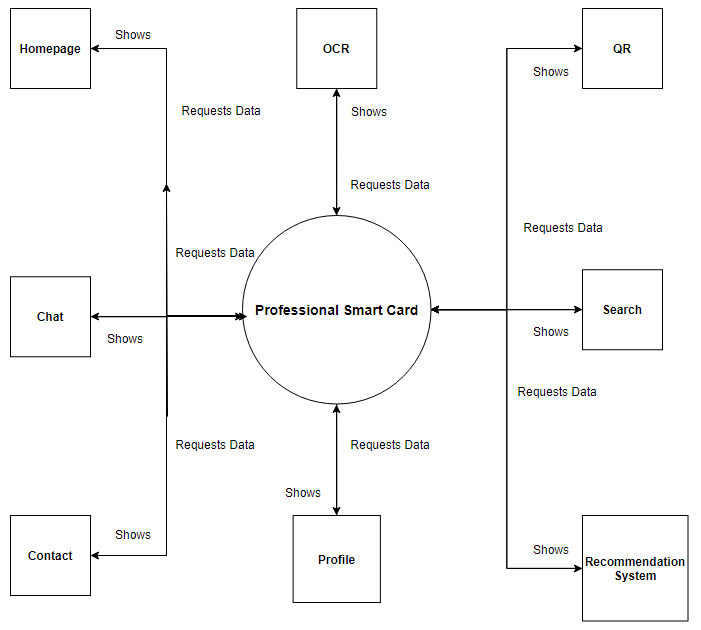 Shows
Homepage
OCR
QR
Shows
Shows
Requests Data
Requests Data
Requests Data
Requests Data
Chat
Professional Smart Card
Search
Shows
Shows
Requests Data
Requests Data
Requests Data
Shows
Shows
Shows
Contact
Profile
Recommendation
System